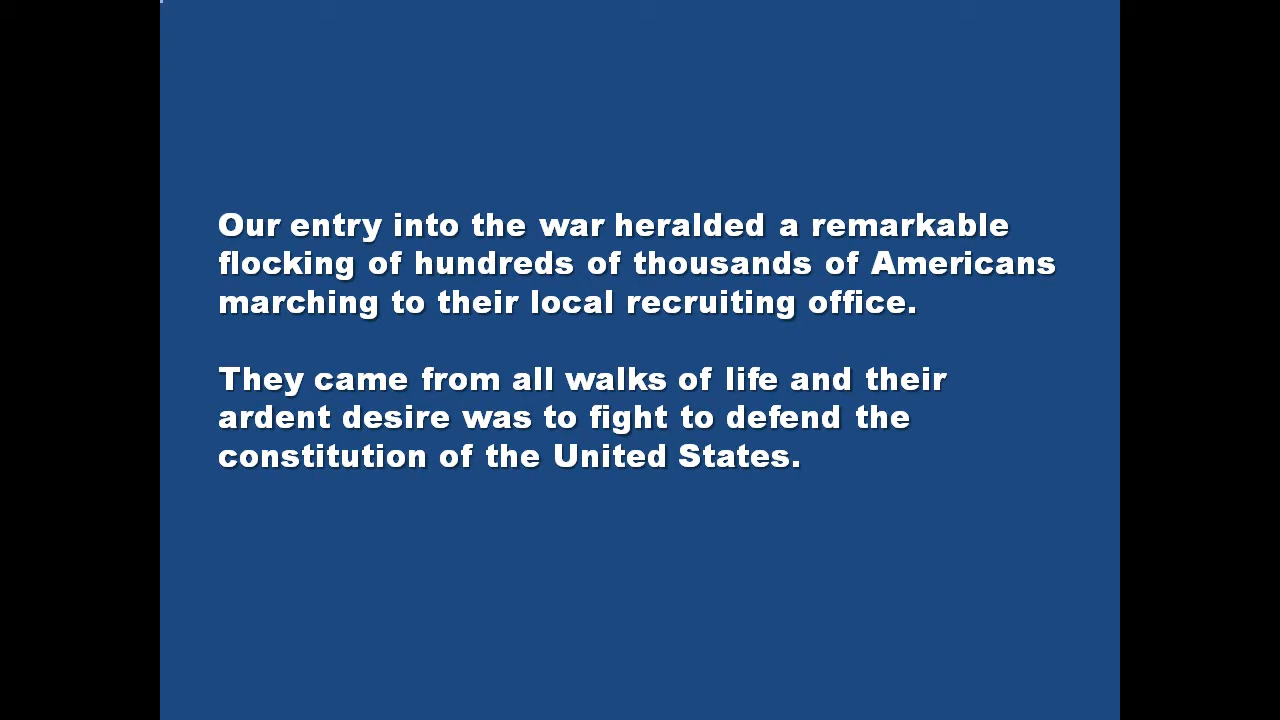 Our entry into the war heralded a remarkable
flocking of hundreds of thousands of Americans
marching to their local recruiting office.
They came from all walks of life and their
ardent desire was to fight to defend the
constitution of the United States.